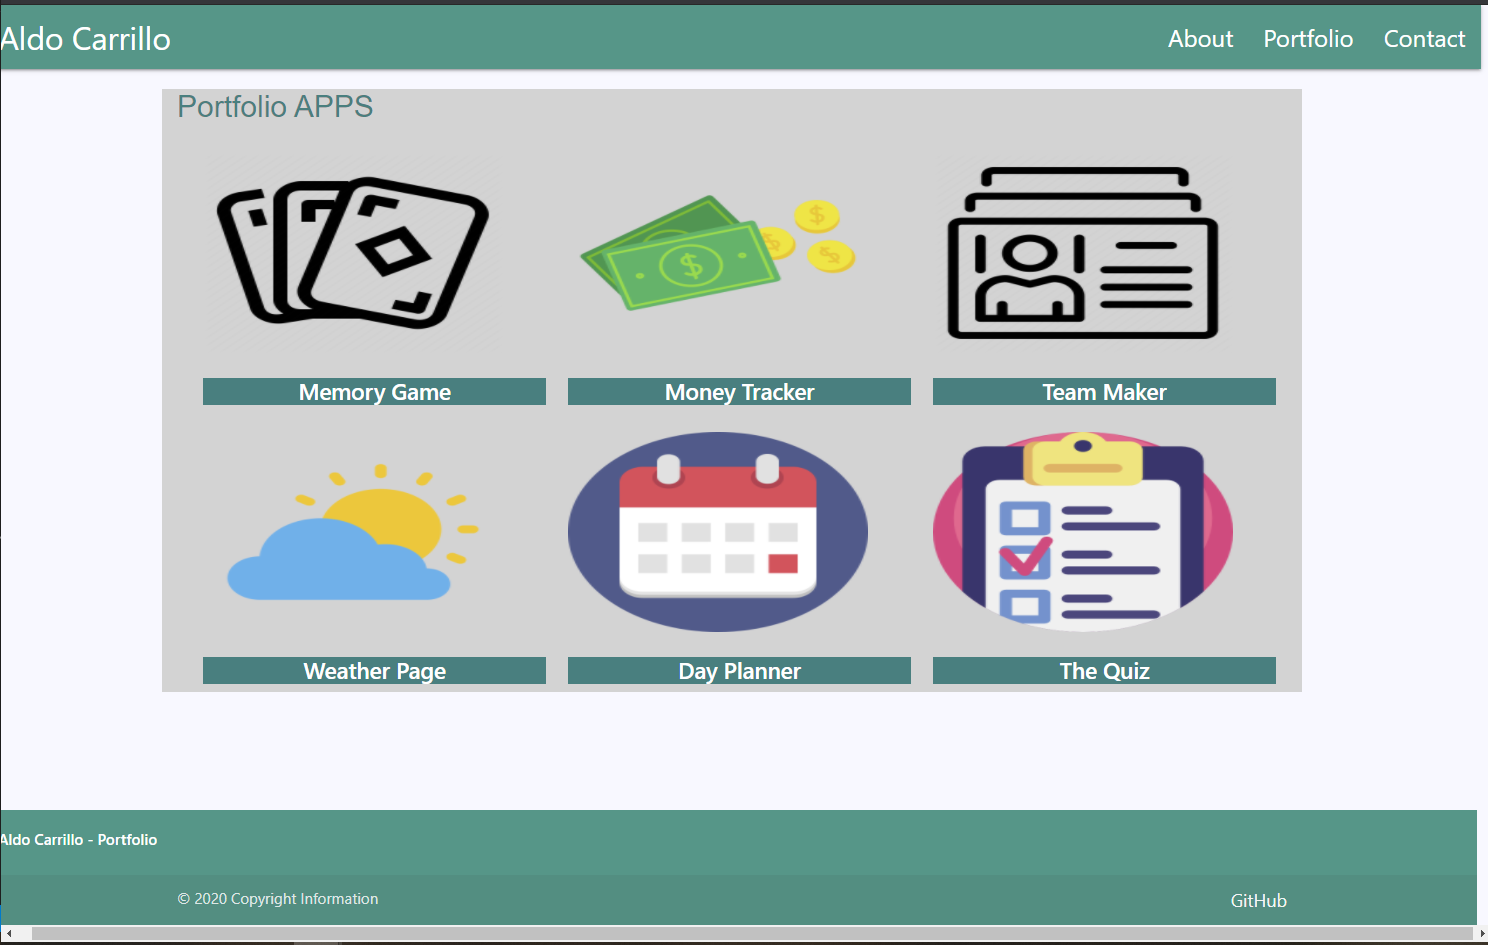 Aldo Carrillo
About Portfolio Contact
Portfolio APPS
Memory Game
Money Tracker
Team Maker
Weather Page
Day Planner
The Quiz
Aldo Carrillo - Portfolio
© 2020 Copyright Information
GitHub